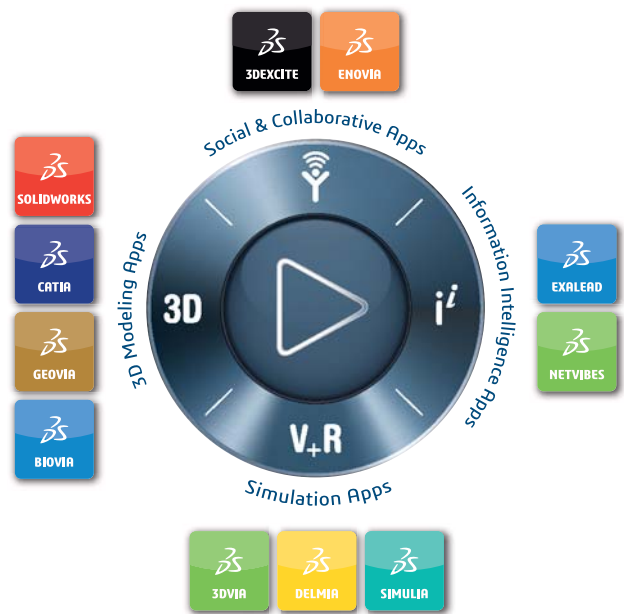 3DEXCITE
ENOVIA
Social & Collaborative Apps
SOLIDWORKS
CATIA
GEOVIA
BIOVIA
3D Modeling Apps
3D
Information Intelligence Apps
iⁱ
EXALEAD
NETVIBES
V+R
Simulation Apps
3DVIA
DELMIA
SIMULIA